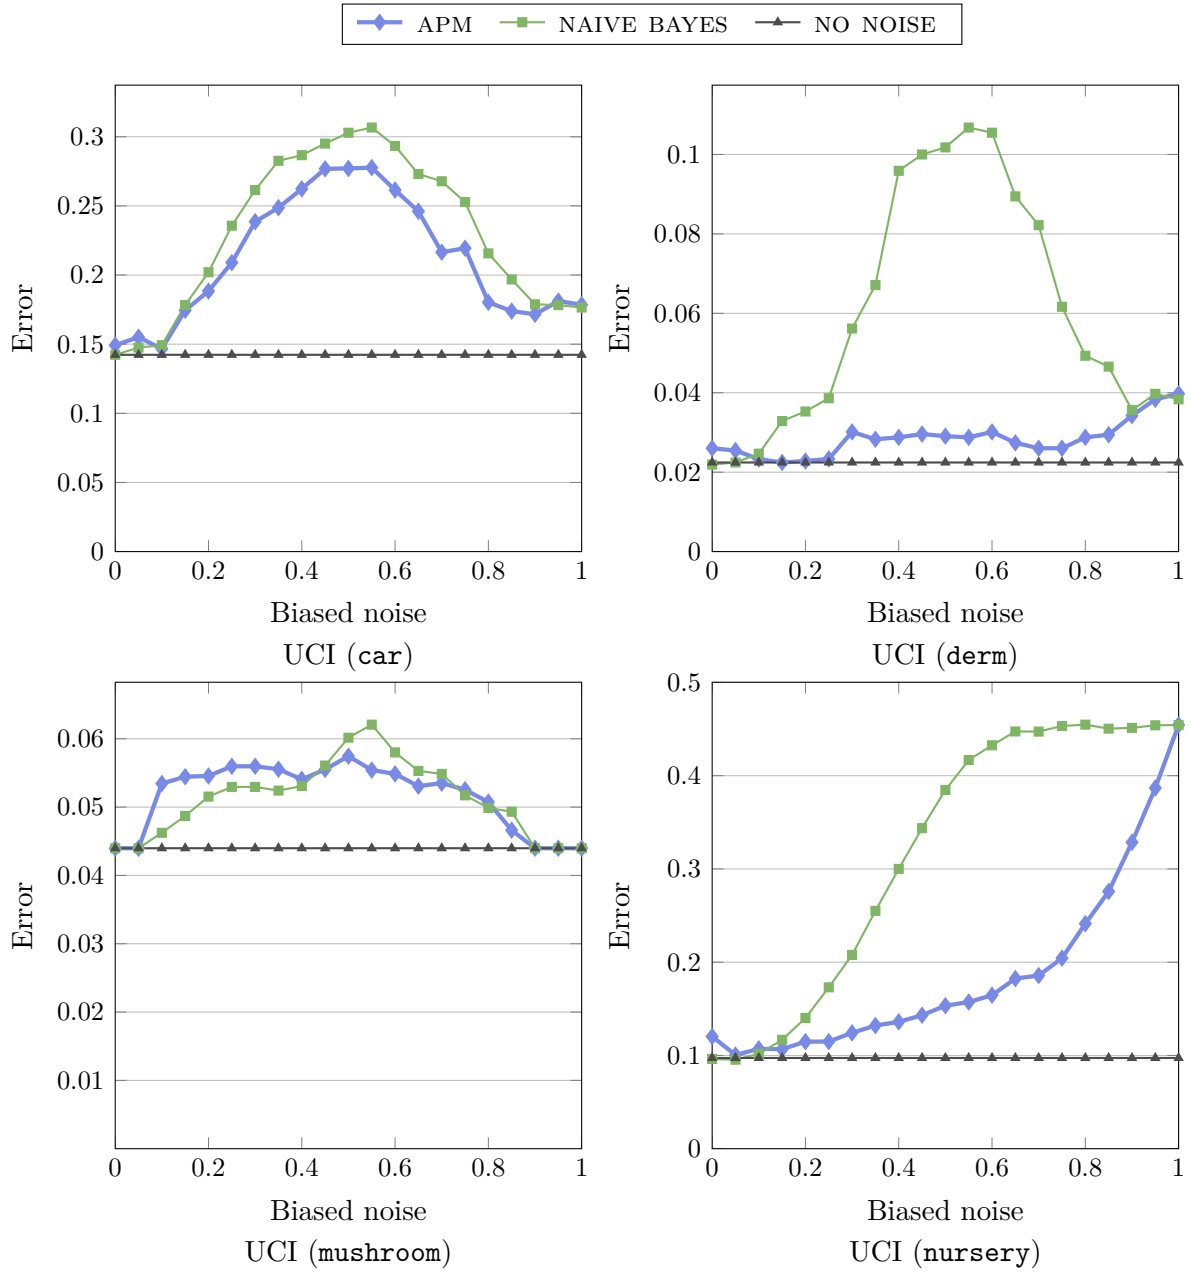 APM NAIVE BAYES NO NOISE
0.3
0.25
0.2
0.15
0.1
0.05
0
Error
0 0.2 0.4 0.6 0.8 1
Biased noise
UCI (car)
0.1
0.08
0.06
0.04
0.02
0
Error
0 0.2 0.4 0.6 0.8 1
Biased noise
UCI (derm)
0.06
0.05
0.04
0.03
0.02
0.01
Error
0 0.2 0.4 0.6 0.8 1
Biased noise
UCI (mushroom)
0.5
0.4
0.3
0.2
0.1
0
Error
0 0.2 0.4 0.6 0.8 1
Biased noise
UCI (nursery)